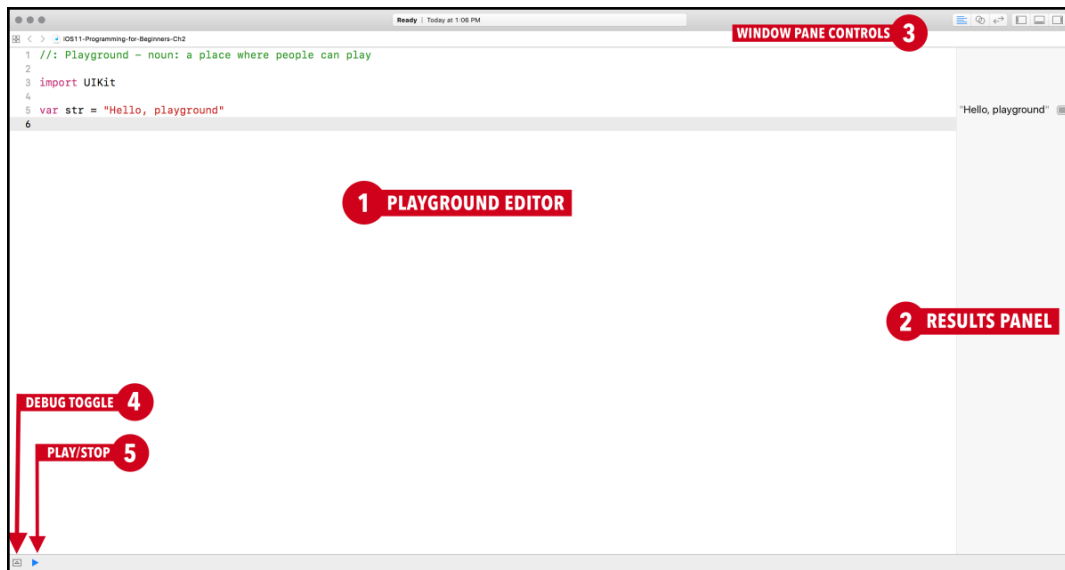 Ready | Today at 1:06 PM
WINDOW PANE CONTROLS 3
iOS11-Programming-for-Beginners-Ch2
1 //: Playground - noun: a place where people can play
2
3 import UIKit
4
5 var str = "Hello, playground"
"Hello, playground"
6
1 PLAYGROUND EDITOR
2 RESULTS PANEL
DEBUG TOGGLE 4
PLAY/STOP 5